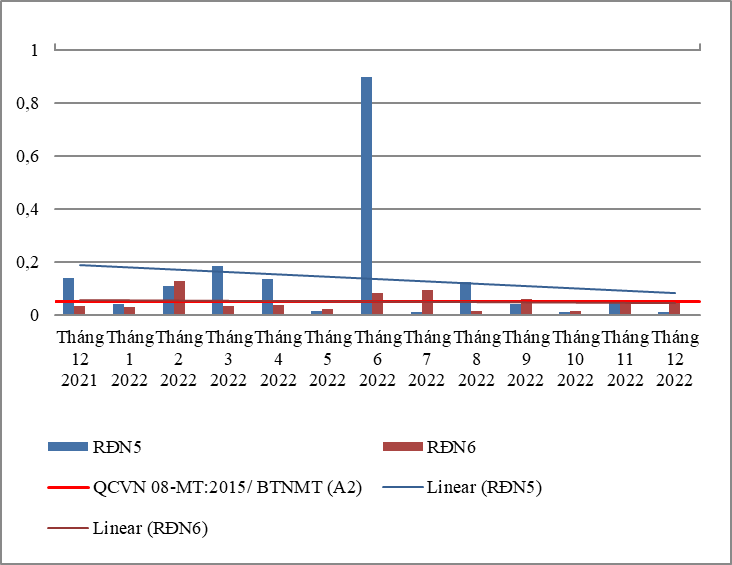 1
0,8
0,6
0,4
0,2
0
Tháng 12 2021
Tháng 1 2022
Tháng 2 2022
Tháng 3 2022
Tháng 4 2022
Tháng 5 2022
Tháng 6 2022
Tháng 7 2022
Tháng 8 2022
Tháng 9 2022
Tháng 10 2022
Tháng 11 2022
Tháng 12 2022
RĐN5
RĐN6
QCVN 08-MT:2015/ BTNMT (A2)
Linear (RĐN5)
Linear (RĐN6)